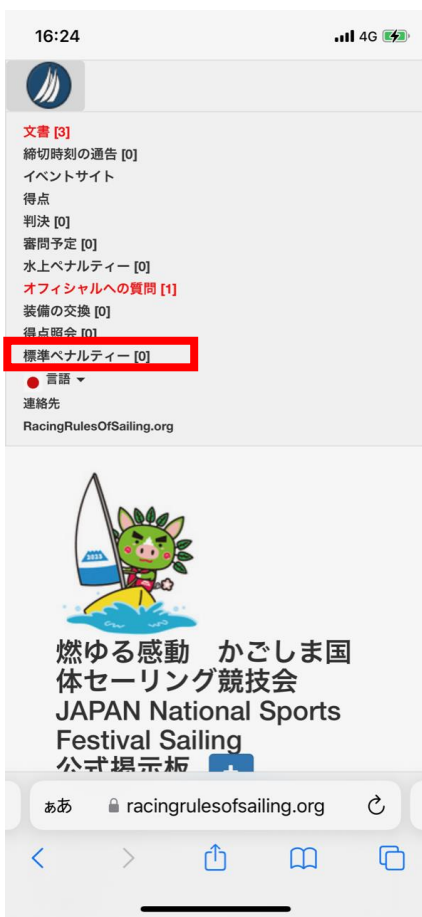 16:24
4G
文書 [3]
締切時刻の通告 [0]
イベントサイト
得点
判決 [0]
審問予定 [0]
水上ペナルティー [0]
オフィシャルへの質問 [1]
装備の交換 [0]
得点照会 [0]
標準ペナルティー [0]
言語
連絡先
RacingRulesOfSailing.org
2023
燃ゆる感動　かごしま国
体セーリング競技会
JAPAN National Sports
Festival Sailing
公式掲示板 +
ぁあ racingrulesofsailing.org